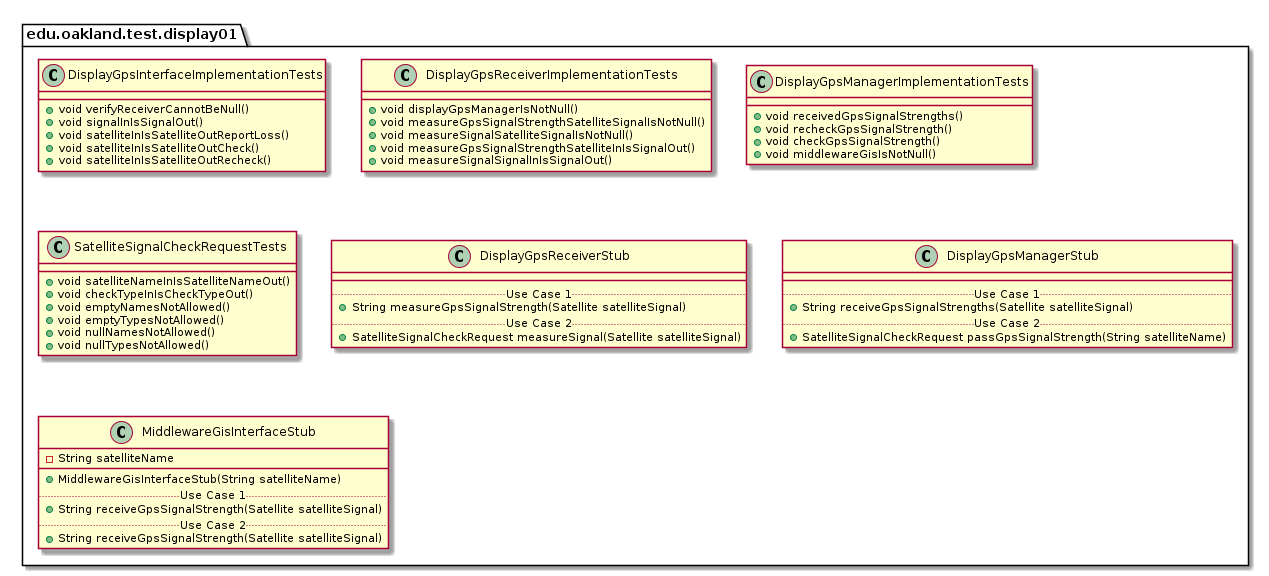 edu.oakland.test.display01
C DisplayGpsInterfaceImplementationTests
void verifyReceiverCannotBeNull()
void signalInIsSignalOut()
void satelliteInIsSatelliteOutReportLoss()
void satelliteInIsSatelliteOutCheck()
void satelliteInIsSatelliteOutRecheck()
C DisplayGpsReceiverImplementationTests
void displayGpsManagerIsNotNull()
void measureGpsSignalStrengthSatelliteSignalIsNotNull()
void measureSignalSatelliteSignalIsNotNull()
void measureGpsSignalStrengthSatelliteInIsSignalOut()
void measureSignalSignalInIsSignalOut()
C DisplayGpsManagerImplementationTests
void receivedGpsSignalStrengths()
void recheckGpsSignalStrength()
void checkGpsSignalStrength()
void middlewareGisIsNotNull()
C SatelliteSignalCheckRequestTests
void satelliteNameInIsSatelliteNameOut()
void checkTypeInIsCheckTypeOut()
void emptyNamesNotAllowed()
void emptyTypesNotAllowed()
void nullNamesNotAllowed()
void nullTypesNotAllowed()
C DisplayGpsReceiverStub
Use Case 1
String measureGpsSignalStrength(Satellite satelliteSignal)
Use Case 2
SatelliteSignalCheckRequest measureSignal(Satellite satelliteSignal)
C DisplayGpsManagerStub
Use Case 1
String receiveGpsSignalStrengths(Satellite satelliteSignal)
Use Case 2
SatelliteSignalCheckRequest passGpsSignalStrength(String satelliteName)
C MiddlewareGisInterfaceStub
String satelliteName
MiddlewareGisInterfaceStub(String satelliteName)
Use Case 1
String receiveGpsSignalStrength(Satellite satelliteSignal)
Use Case 2
String receiveGpsSignalStrength(Satellite satelliteSignal)